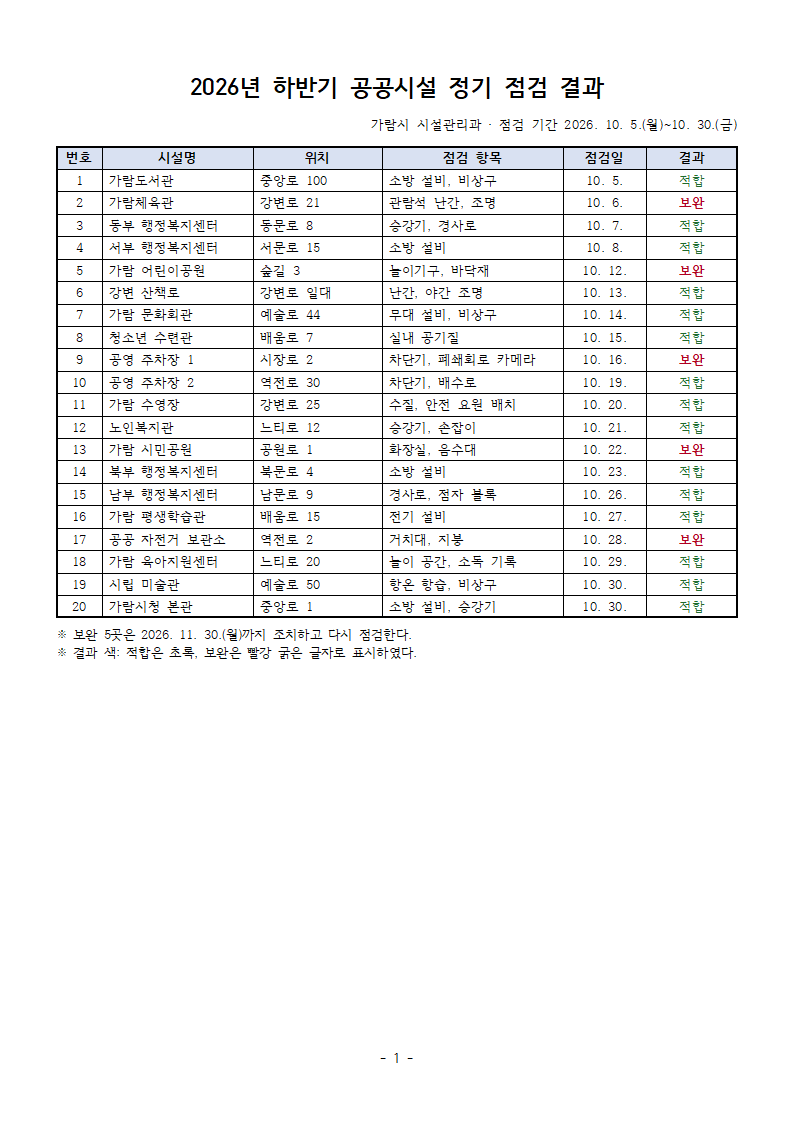 2026년 하반기 공공시설 정기 점검 결과
가람시 시설관리과 · 점검 기간 2026. 10. 5.(월)~10. 30.(금)
번호 시설명 위치 점검 항목 점검일 결과
1 가람도서관 중앙로 100 소방 설비, 비상구 10. 5. 적합
2 가람체육관 강변로 21 관람석 난간, 조명 10. 6. 보완
3 동부 행정복지센터 동문로 8 승강기, 경사로 10. 7. 적합
4 서부 행정복지센터 서문로 15 소방 설비 10. 8. 적합
5 가람 어린이공원 숲길 3 놀이기구, 바닥재 10. 12. 보완
6 강변 산책로 강변로 일대 난간, 야간 조명 10. 13. 적합
7 가람 문화회관 예술로 44 무대 설비, 비상구 10. 14. 적합
8 청소년 수련관 배움로 7 실내 공기질 10. 15. 적합
9 공영 주차장 1 시장로 2 차단기, 폐쇄회로 카메라 10. 16. 보완
10 공영 주차장 2 역전로 30 차단기, 배수로 10. 19. 적합
11 가람 수영장 강변로 25 수질, 안전 요원 배치 10. 20. 적합
12 노인복지관 느티로 12 승강기, 손잡이 10. 21. 적합
13 가람 시민공원 공원로 1 화장실, 음수대 10. 22. 보완
14 북부 행정복지센터 북문로 4 소방 설비 10. 23. 적합
15 남부 행정복지센터 남문로 9 경사로, 점자 블록 10. 26. 적합
16 가람 평생학습관 배움로 15 전기 설비 10. 27. 적합
17 공공 자전거 보관소 역전로 2 거치대, 지붕 10. 28. 보완
18 가람 육아지원센터 느티로 20 놀이 공간, 소독 기록 10. 29. 적합
19 시립 미술관 예술로 50 항온 항습, 비상구 10. 30. 적합
20 가람시청 본관 중앙로 1 소방 설비, 승강기 10. 30. 적합
※ 보완 5곳은 2026. 11. 30.(월)까지 조치하고 다시 점검한다.
※ 결과 색: 적합은 초록, 보완은 빨강 굵은 글자로 표시하였다.
- 1 -